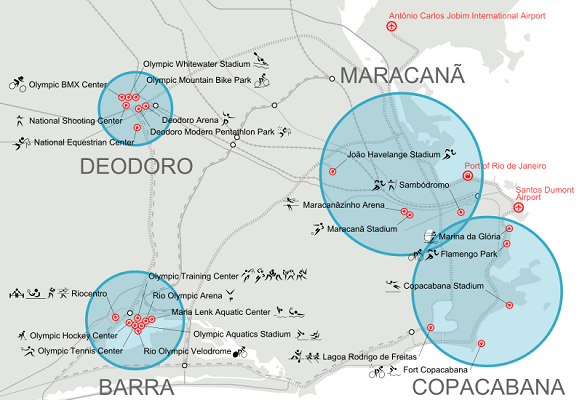 Antônio Carlos Jobim International Airport
MARACANÃ
Olympic Whitewater Stadium
Olympic Mountain Bike Park
Olympic BMX Center
National Shooting Center
Deodoro Arena
Deodoro Modern Pentathlon Park
National Equestrian Center
DEODORO
João Havelange Stadium
Port of Rio de Janeiro
Sambódromo
Santos Dumont
Airport
Maracanãzinho Arena
Maracanã Stadium
Marina da Glória
Flamengo Park
Copacabana Stadium
Olympic Training Center
Riocentro
Rio Olympic Arena
Maria Lenk Aquatic Center
Olympic Hockey Center
Olympic Aquatics Stadium
Olympic Tennis Center
Rio Olympic Velodrome
Lagoa Rodrigo de Freitas
Fort Copacabana
BARRA
COPACABANA